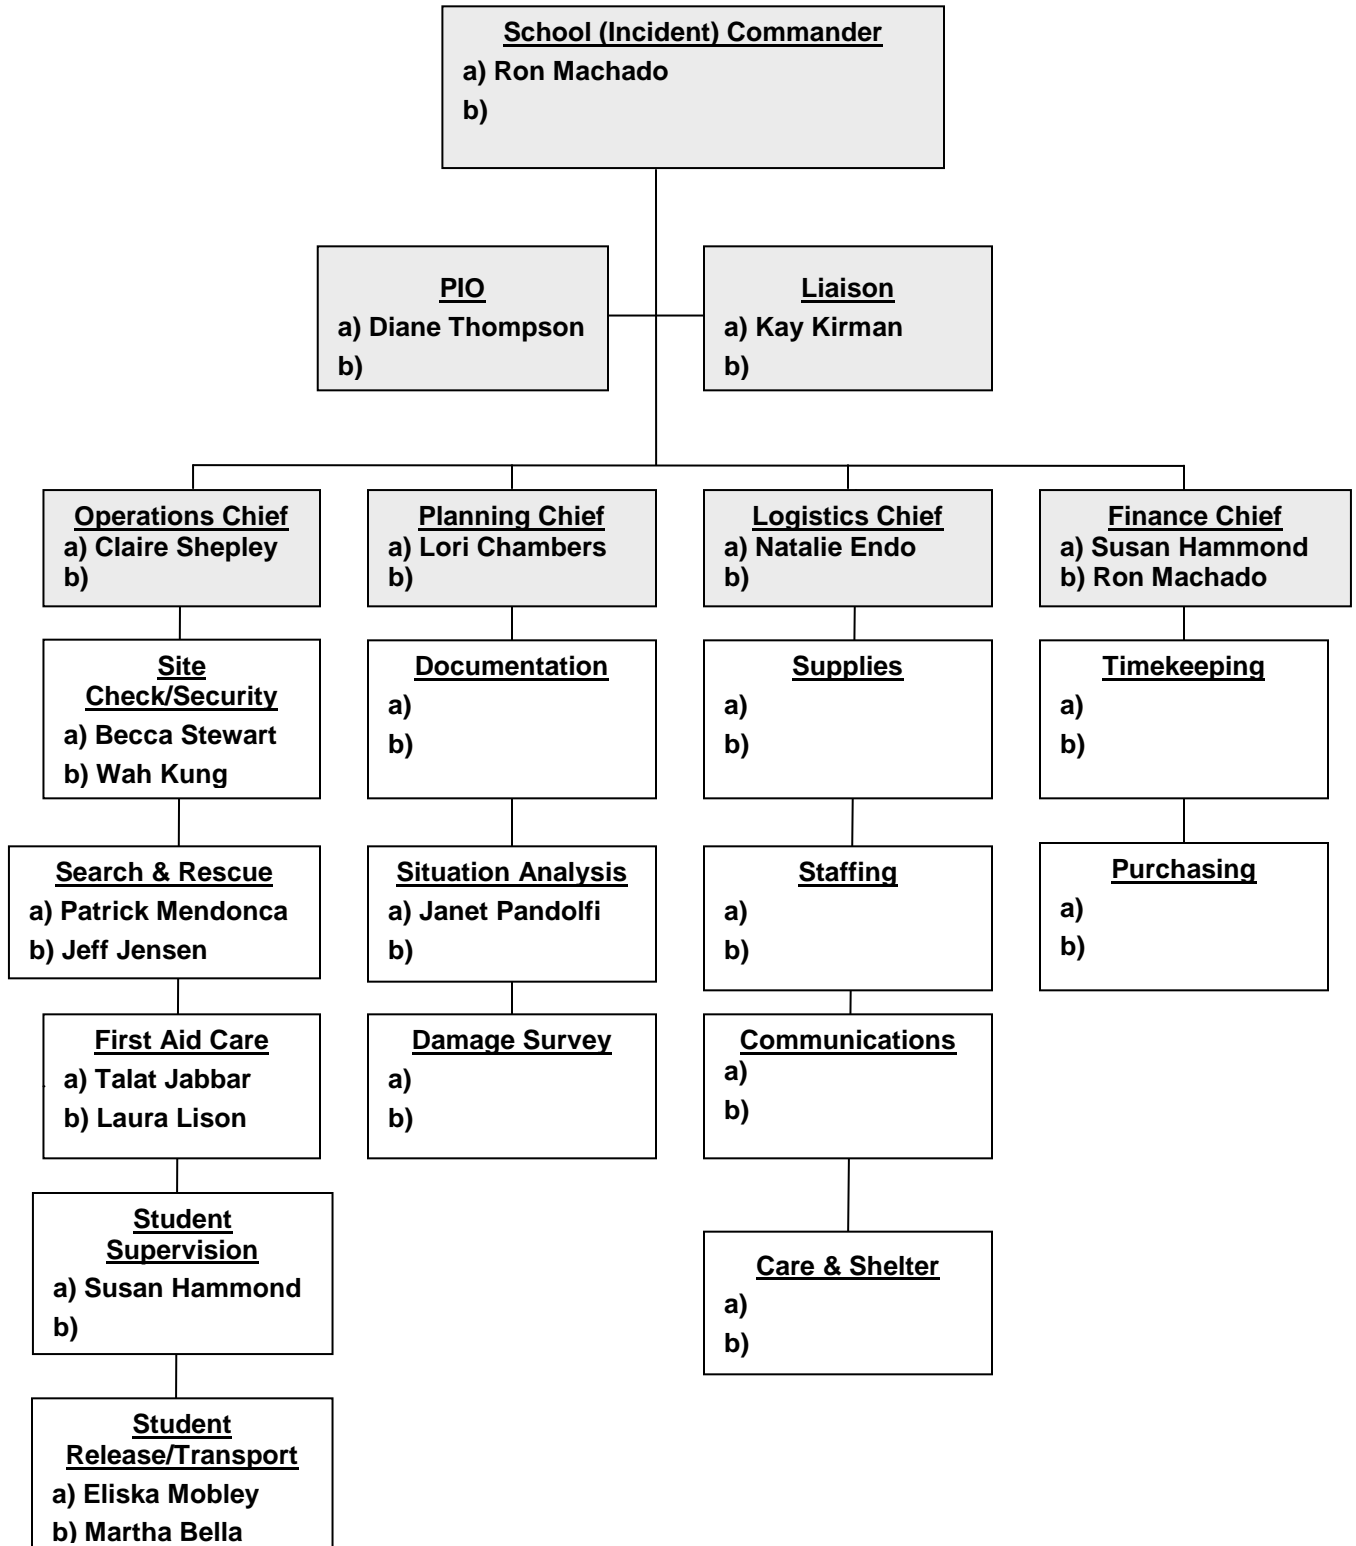 School (Incident) Commander
a) Ron Machado
b)
PIO
a) Diane Thompson
b)
Liaison
a) Kay Kirman
b)
Operations Chief
a) Claire Shepley
b)
Planning Chief
a) Lori Chambers
b)
Logistics Chief
a) Natalie Endo
b)
Finance Chief
a) Susan Hammond
b) Ron Machado
Site
Check/Security
a) Becca Stewart
b) Wah Kung
Documentation
a)
b)
Supplies
a)
b)
Timekeeping
a)
b)
Search & Rescue
a) Patrick Mendonca
b) Jeff Jensen
Situation Analysis
a) Janet Pandolfi
b)
Staffing
a)
b)
Purchasing
a)
b)
First Aid Care
a) Talat Jabbar
b) Laura Lison
Damage Survey
a)
b)
Communications
a)
b)
Student
Supervision
a) Susan Hammond
b)
Care & Shelter
a)
b)
Student
Release/Transport
a) Eliska Mobley
b) Martha Bella